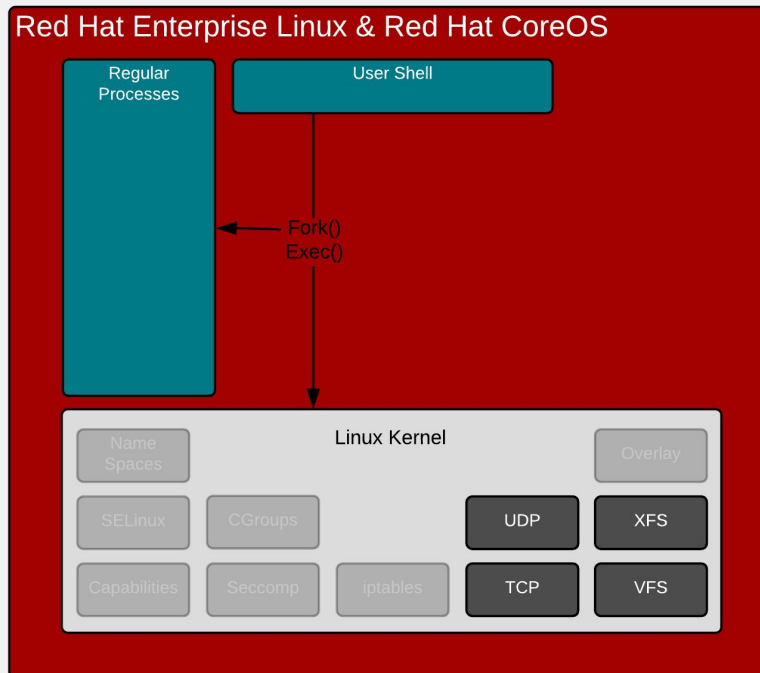 Red Hat Enterprise Linux & Red Hat CoreOS
Regular
Processes
User Shell
Fork()
Exec()
Linux Kernel
Name
Spaces
Overlay
SELinux
CGroups
UDP
XFS
Capabilities
Seccomp
iptables
TCP
VFS